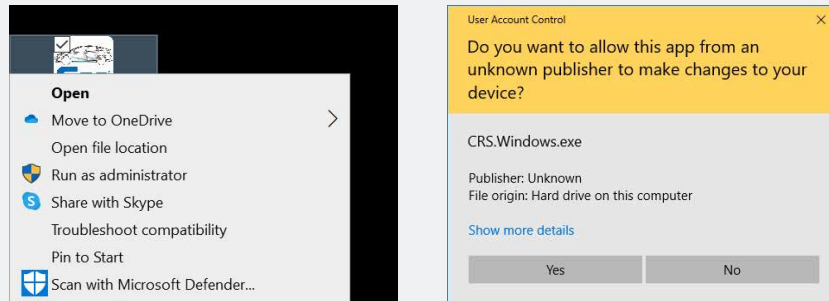 Open
Move to OneDrive
Open file location
Run as administrator
Share with Skype
Troubleshoot compatibility
Pin to Start
Scan with Microsoft Defender...
User Account Control
Do you want to allow this app from an
unknown publisher to make changes to your
device?
CRS.Windows.exe
Publisher: Unknown
File origin: Hard drive on this computer
Show more details
Yes
No